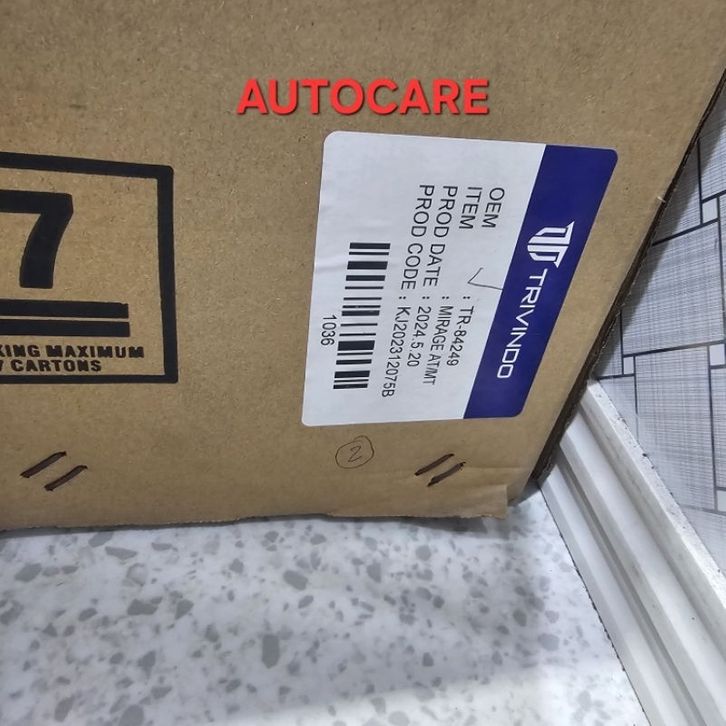 AUTOCARE
7
KING MAXIMUM
CARTONS
TRIVINDO
OEM : TR-84249
ITEM : MIRAGE AT/MT
PROD DATE : 2024.5.20
PROD CODE : KJ202312075B
1036
2